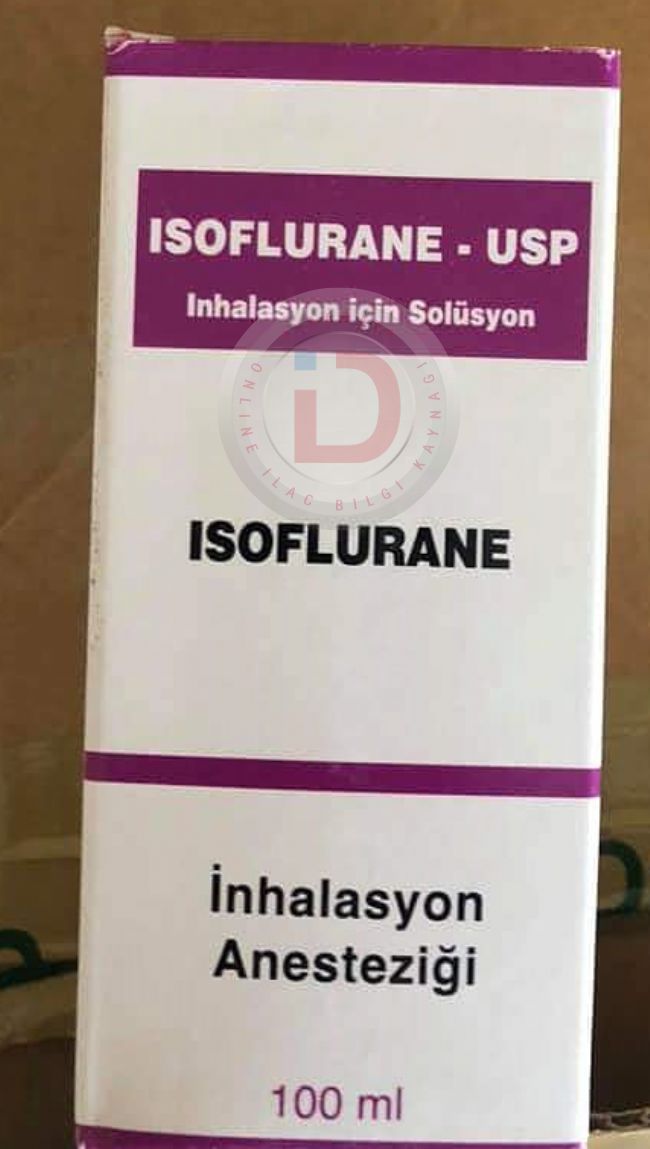 ISOFLURANE - USP
Inhalasyon için Solüsyon
ONLINE İLAÇ BİLGİ KAYNAĞI
ISOFLURANE
İnhalasyon
Anesteziği
100 ml